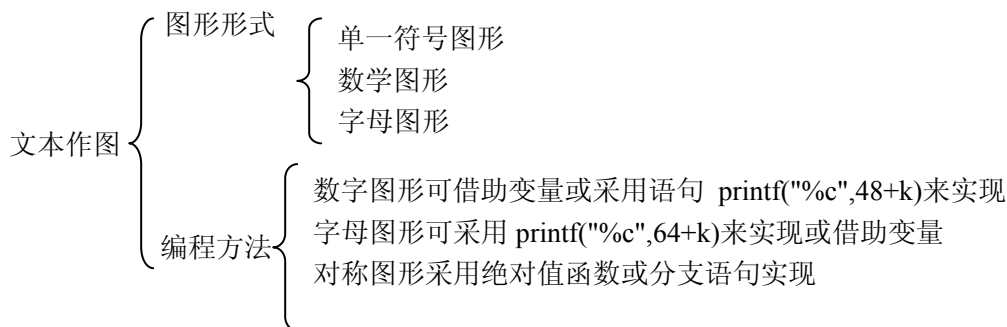 图形形式
单一符号图形
数学图形
字母图形
文本作图
数字图形可借助变量或采用语句 printf("%c",48+k)来实现
字母图形可采用 printf("%c",64+k)来实现或借助变量
编程方法
对称图形采用绝对值函数或分支语句实现